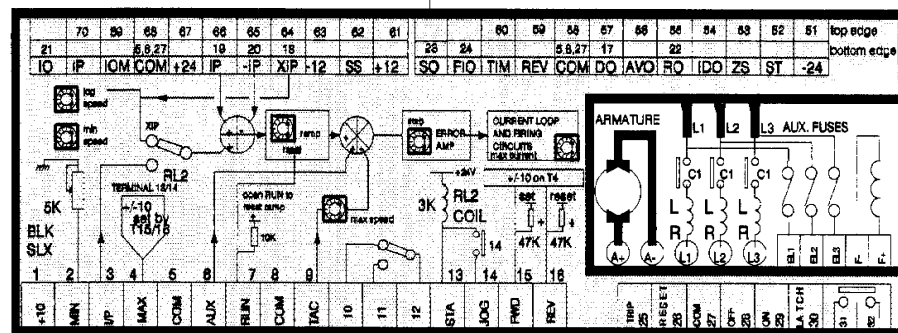 70 69 68 67 66 65 64 63 62 61 60 59 58 57 56 55 54 53 52 51 top edge
21 5,8,27 19 20 18 23 24 5,8,27 17 22 bottom edge
IO iP IOM COM +24 IP -iP XiP -12 SS +12 SO FIO TIM REV COM DO AVO RO IDO ZS ST -24
jog speed
min speed
XIP
RL2
ramp
reset
stab
ERROR AMP
CURRENT LOOP AND FIRING CIRCUITS
max current
ARMATURE
L1 L2 L3 AUX. FUSES
C1 C1 C1
min
5K
BLK
SLX
TERMINAL 13/14
+/-10 set by T15/16
open RUN to reset ramp
10K
max speed
+24V
3K
RL2 COIL
14
+/-10 on T4
set reset
47K 47K
L L L
R R R
A+ A- L1 L2 L3 EL1 EL2 EL3 F- F+
1 2 3 4 5 6 7 8 9 13 14 15 16
+10 MIN I/P MAX COM AUX RUN COM TAC 10 11 12 STA JOG FWD REV
TRIP 25 RESET 26 COM 27 OFF 28 ON 29 LATCH 30 31 32